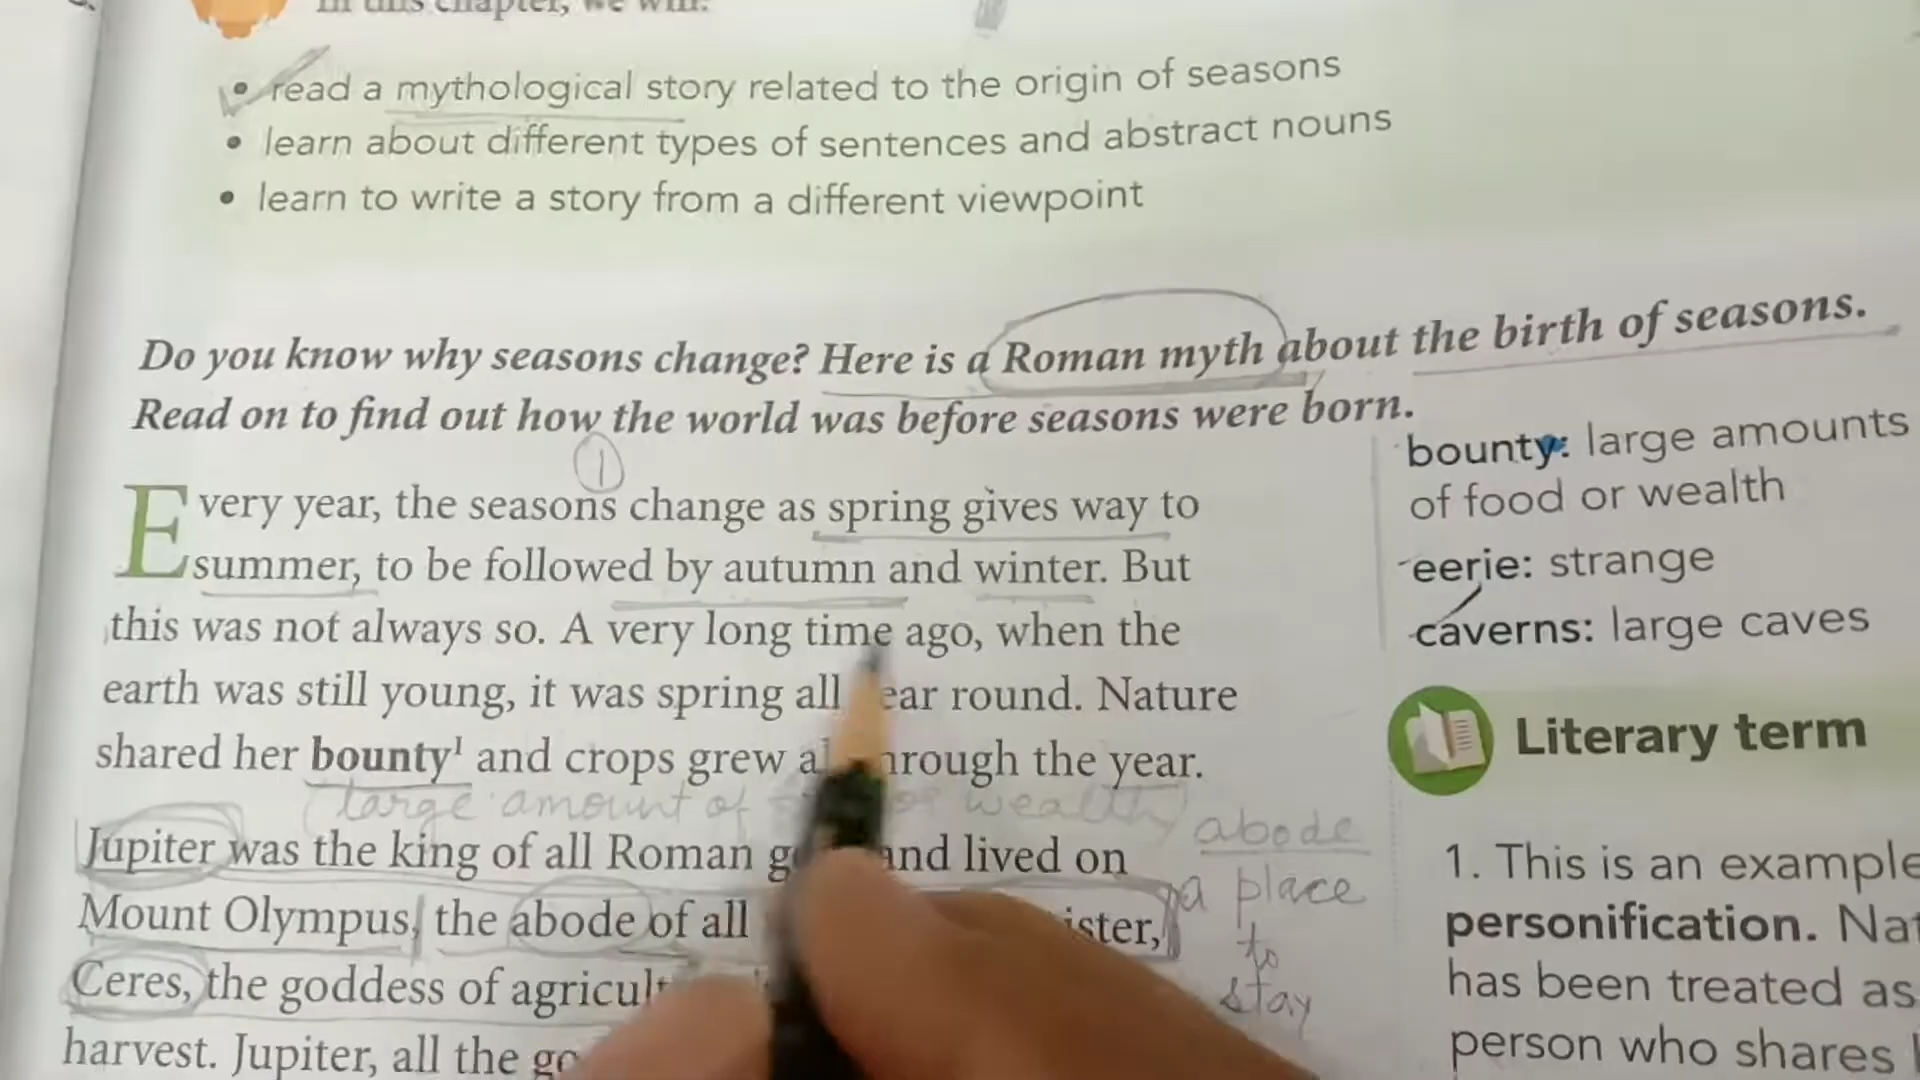 In this chapter, we will:
• read a mythological story related to the origin of seasons
• learn about different types of sentences and abstract nouns
• learn to write a story from a different viewpoint
Do you know why seasons change? Here is a Roman myth about the birth of seasons.
Read on to find out how the world was before seasons were born.
1
Every year, the seasons change as spring gives way to
summer, to be followed by autumn and winter. But
this was not always so. A very long time ago, when the
earth was still young, it was spring all ear round. Nature
shared her bounty¹ and crops grew al hrough the year.
large amount of wealth
Jupiter was the king of all Roman and lived on
Mount Olympus, the abode of all ister,
Ceres, the goddess of agricult
harvest. Jupiter, all the go
abode
a place
to
stay
bounty: large amounts
of food or wealth
eerie: strange
caverns: large caves
Literary term
1. This is an example
personification. Nat
has been treated as
person who shares